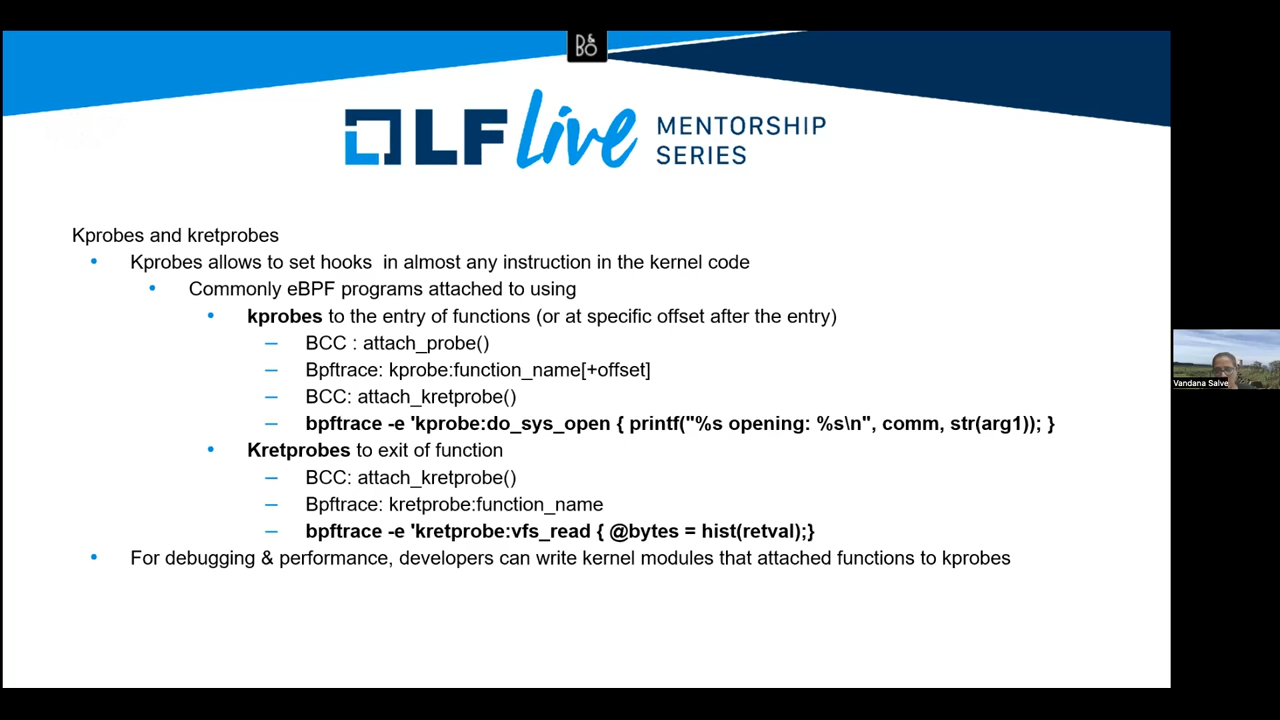 B&O
LF Live MENTORSHIP
SERIES
Kprobes and kretprobes
• Kprobes allows to set hooks in almost any instruction in the kernel code
• Commonly eBPF programs attached to using
• kprobes to the entry of functions (or at specific offset after the entry)
– BCC : attach_probe()
– Bpftrace: kprobe:function_name[+offset]
– BCC: attach_kretprobe()
– bpftrace -e 'kprobe:do_sys_open { printf("%s opening: %s\n", comm, str(arg1)); }
• Kretprobes to exit of function
– BCC: attach_kretprobe()
– Bpftrace: kretprobe:function_name
– bpftrace -e 'kretprobe:vfs_read { @bytes = hist(retval);}
• For debugging & performance, developers can write kernel modules that attached functions to kprobes
Vandana Salve